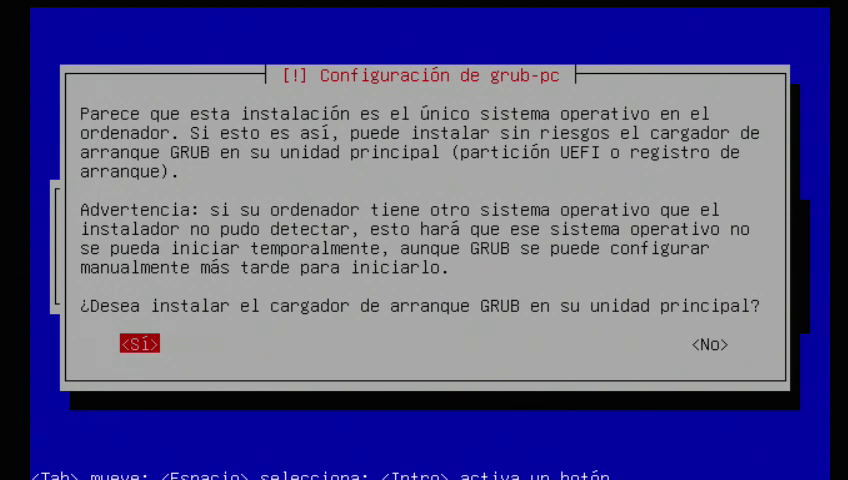 [!] Configuración de grub-pc
Parece que esta instalación es el único sistema operativo en el
ordenador. Si esto es así, puede instalar sin riesgos el cargador de
arranque GRUB en su unidad principal (partición UEFI o registro de
arranque).
Advertencia: si su ordenador tiene otro sistema operativo que el
instalador no pudo detectar, esto hará que ese sistema operativo no
se pueda iniciar temporalmente, aunque GRUB se puede configurar
manualmente más tarde para iniciarlo.
¿Desea instalar el cargador de arranque GRUB en su unidad principal?
<Sí> <No>
<Tab> mueve; <Espacio> selecciona; <Intro> activa un botón